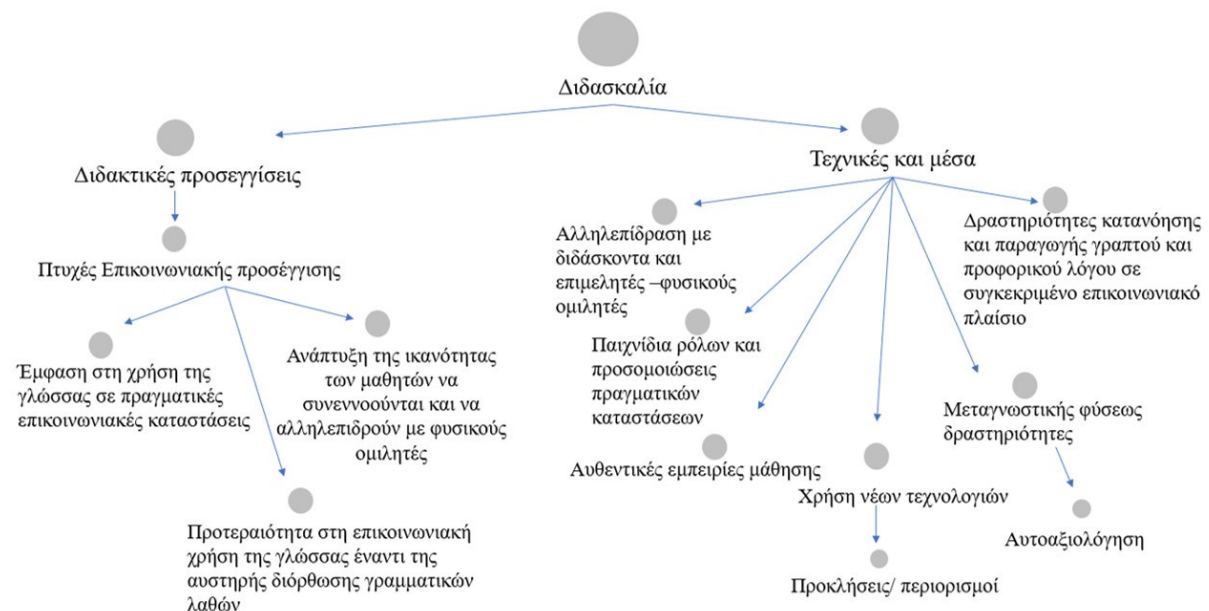 Διδασκαλία
Διδακτικές προσεγγίσεις
Πτυχές Επικοινωνιακής προσέγγισης
Έμφαση στη χρήση της
γλώσσας σε πραγματικές
επικοινωνιακές καταστάσεις
Ανάπτυξη της ικανότητας
των μαθητών να
συνεννοούνται και να
αλληλεπιδρούν με φυσικούς
ομιλητές
Προτεραιότητα στη επικοινωνιακή
χρήση της γλώσσας έναντι της
αυστηρής διόρθωσης γραμματικών
λαθών
Τεχνικές και μέσα
Αλληλεπίδραση με
διδάσκοντα και
επιμελητές –φυσικούς
ομιλητές
Παιχνίδια ρόλων και
προσομοιώσεις
πραγματικών
καταστάσεων
Αυθεντικές εμπειρίες μάθησης
Χρήση νέων τεχνολογιών
Προκλήσεις/ περιορισμοί
Μεταγνωστικής φύσεως
δραστηριότητες
Αυτοαξιολόγηση
Δραστηριότητες κατανόησης
και παραγωγής γραπτού και
προφορικού λόγου σε
συγκεκριμένο επικοινωνιακό
πλαίσιο